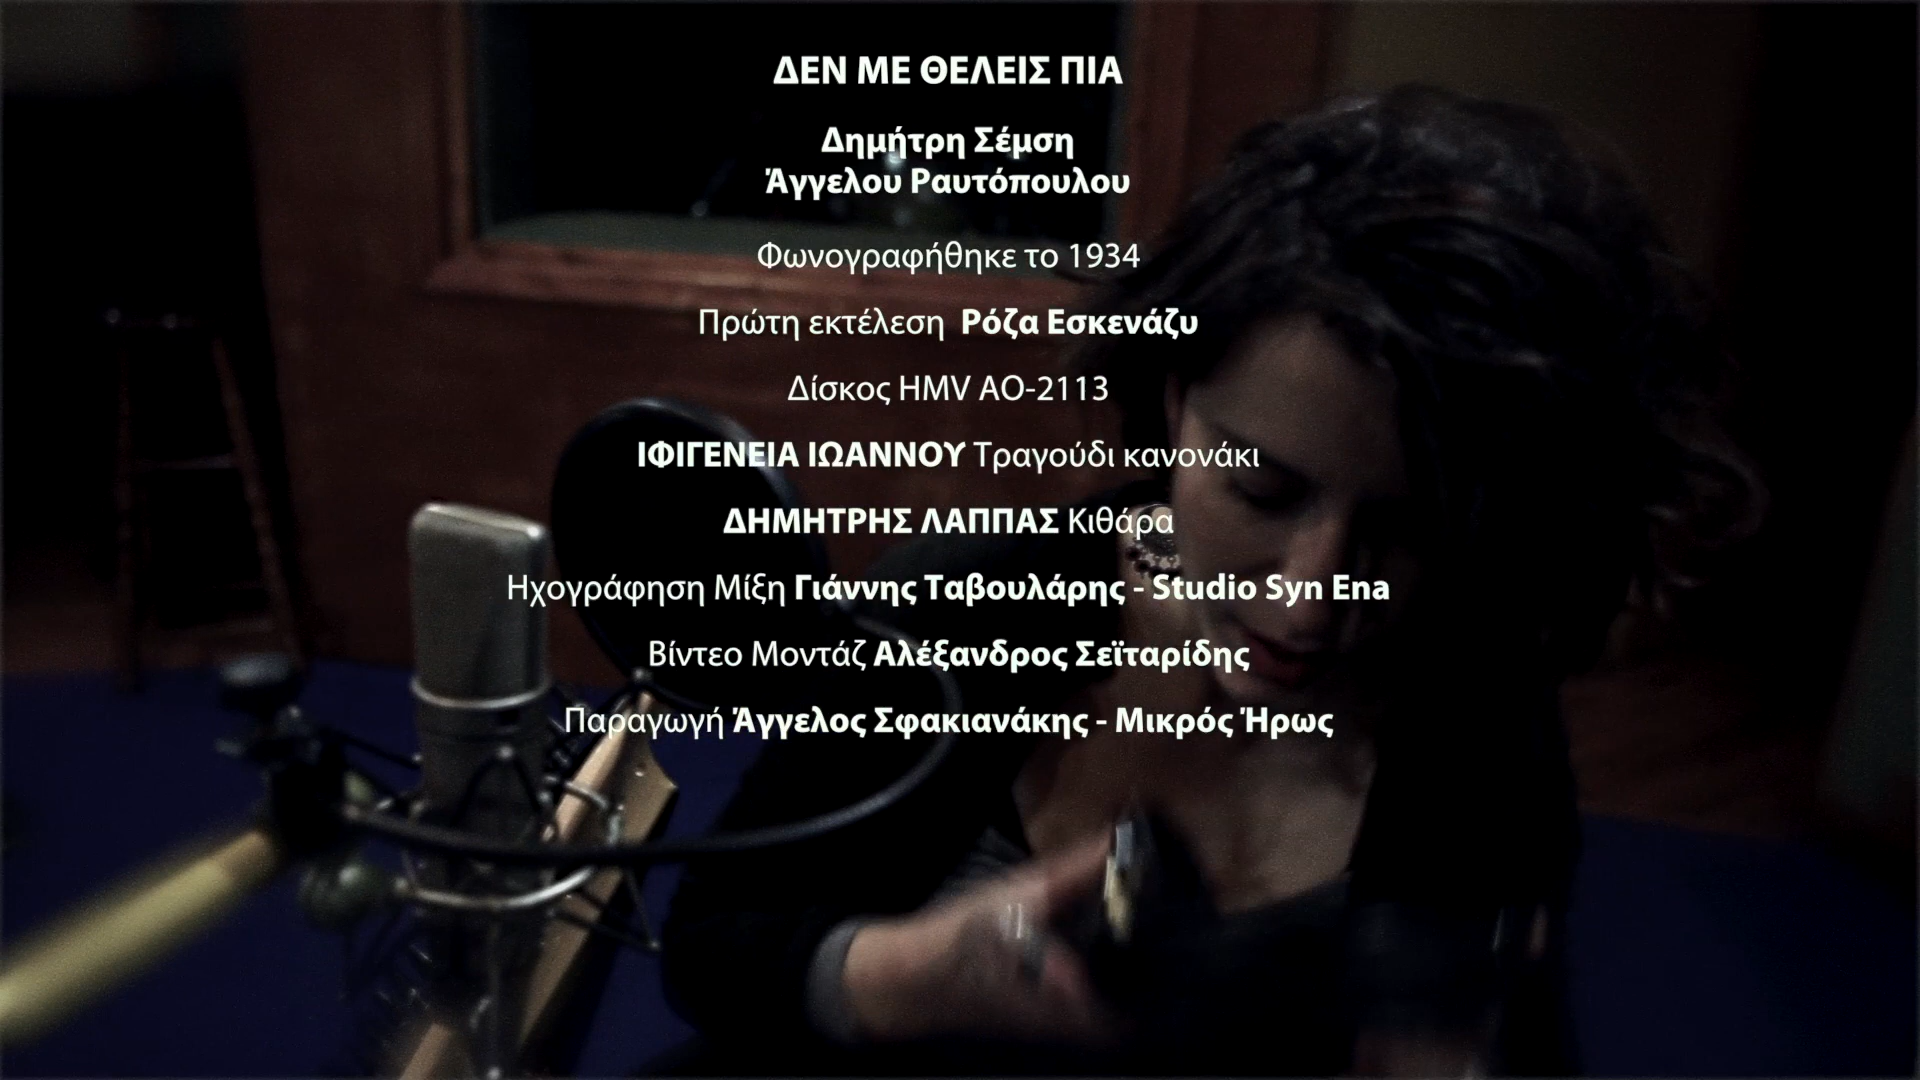 ΔΕΝ ΜΕ ΘΕΛΕΙΣ ΠΙΑ
Δημήτρη Σέμση
Άγγελου Ραυτόπουλου
Φωνογραφήθηκε το 1934
Πρώτη εκτέλεση Ρόζα Εσκενάζυ
Δίσκος HMV AO-2113
ΙΦΙΓΕΝΕΙΑ ΙΩΑΝΝΟΥ Τραγούδι κανονάκι
ΔΗΜΗΤΡΗΣ ΛΑΠΠΑΣ Κιθάρα
Ηχογράφηση Μίξη Γιάννης Ταβουλάρης - Studio Syn Ena
Βίντεο Μοντάζ Αλέξανδρος Σεϊταρίδης
Παραγωγή Άγγελος Σφακιανάκης - Μικρός Ήρως